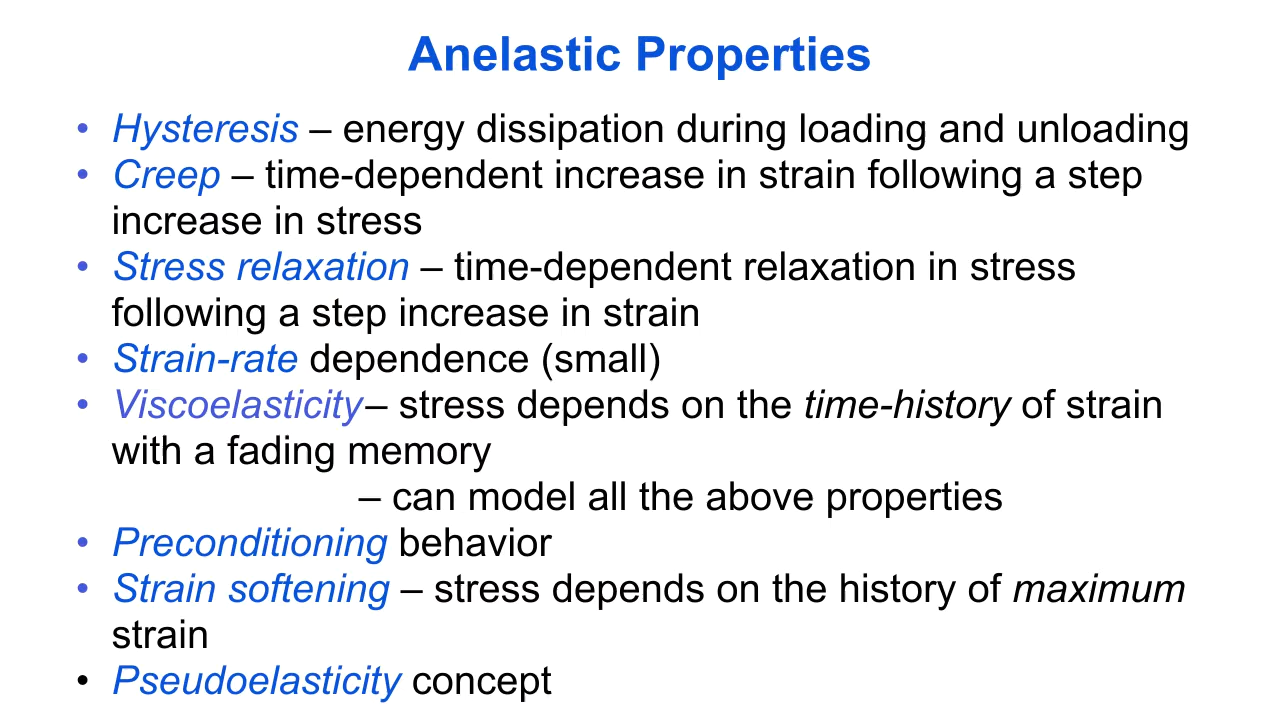 Anelastic Properties
• Hysteresis – energy dissipation during loading and unloading
• Creep – time-dependent increase in strain following a step
increase in stress
• Stress relaxation – time-dependent relaxation in stress
following a step increase in strain
• Strain-rate dependence (small)
• Viscoelasticity – stress depends on the time-history of strain
with a fading memory
– can model all the above properties
• Preconditioning behavior
• Strain softening – stress depends on the history of maximum
strain
• Pseudoelasticity concept